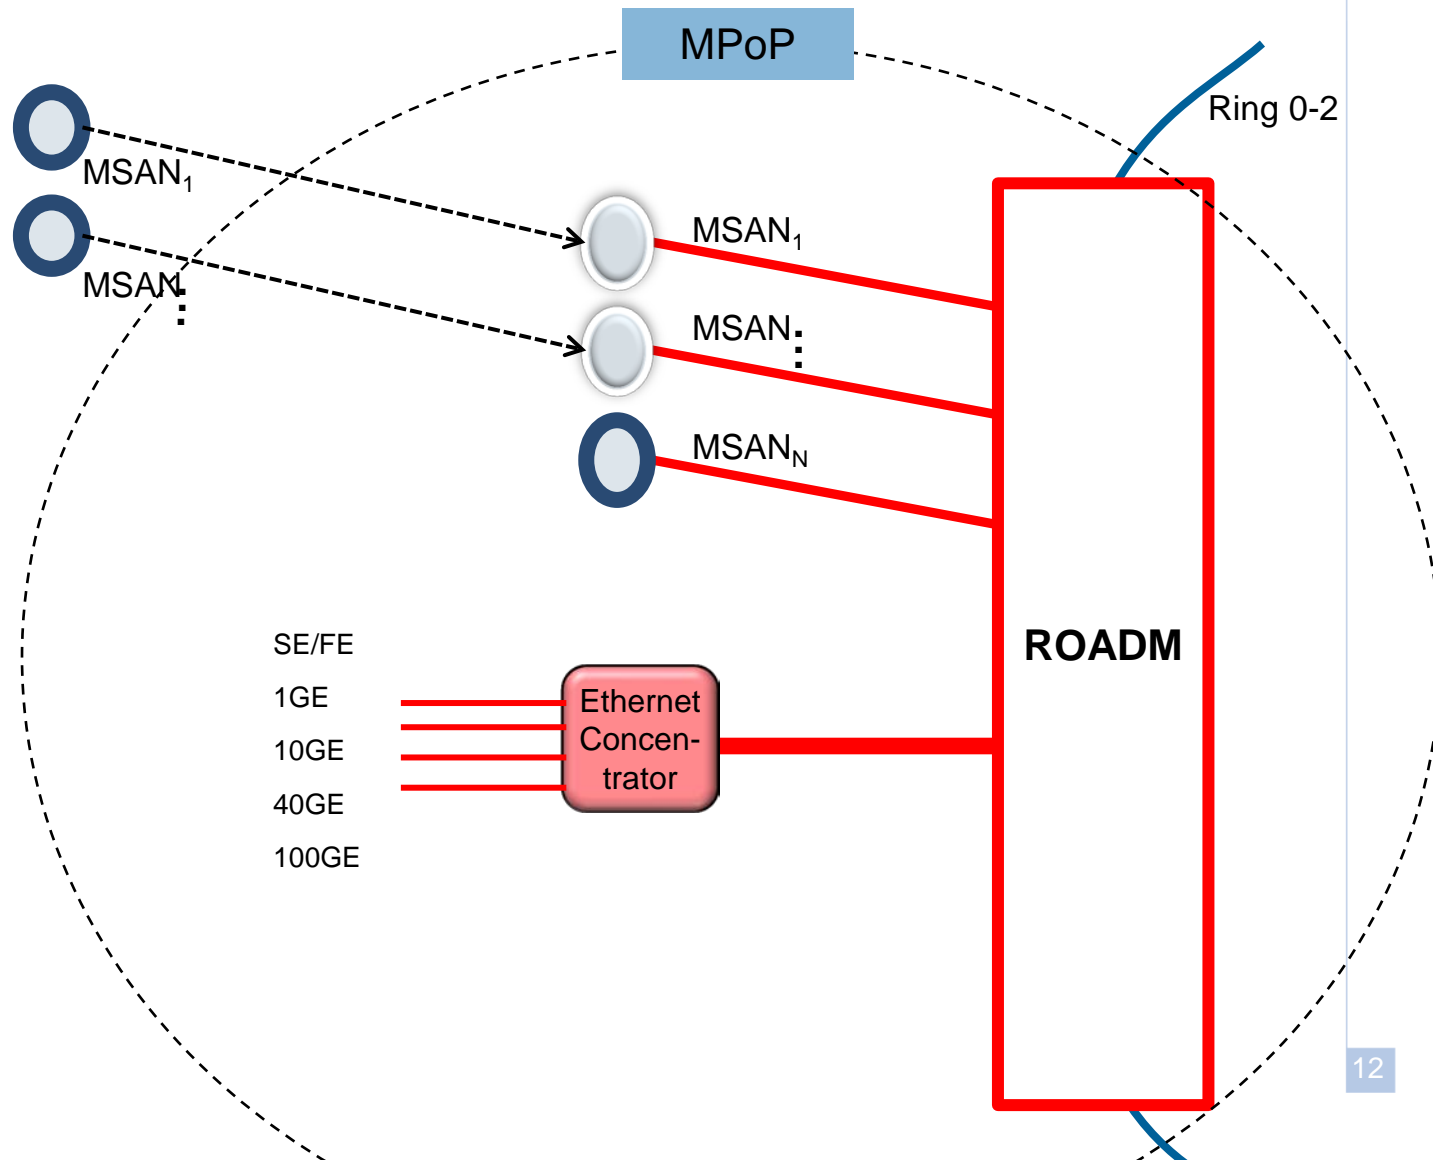 MPoP
Ring 0-2
MSAN1
MSAN1
MSAN
⋮
MSAN
⋮
MSANN
SE/FE
1GE
10GE
40GE
100GE
Ethernet
Concen-
trator
ROADM
12